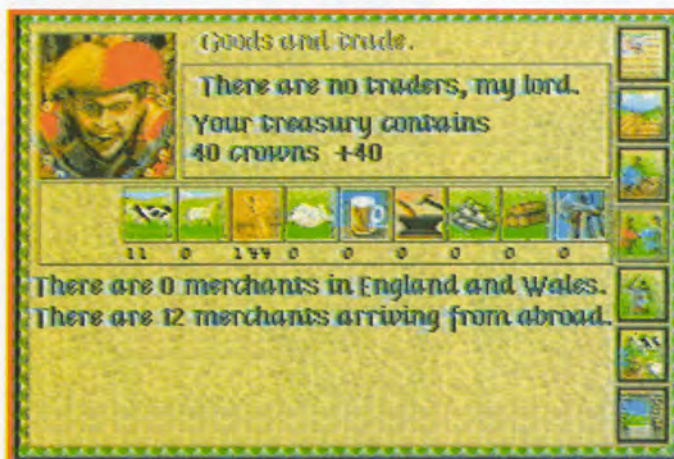 Goods and trade.
There are no traders, my lord.
Your treasury contains
40 crowns +40
11 0 144 0 0 0 0 0 0
There are 0 merchants in England and Wales.
There are 12 merchants arriving from abroad.